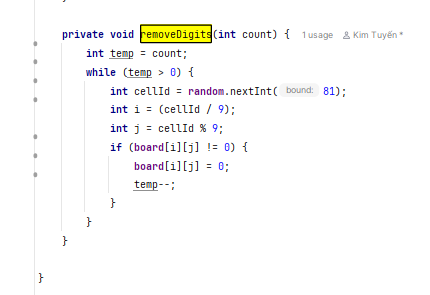 private void removeDigits(int count) { 1 usage Kim Tuyến *
int temp = count;
while (temp > 0) {
int cellId = random.nextInt( bound: 81);
int i = (cellId / 9);
int j = cellId % 9;
if (board[i][j] != 0) {
board[i][j] = 0;
temp--;
}
}
}
}